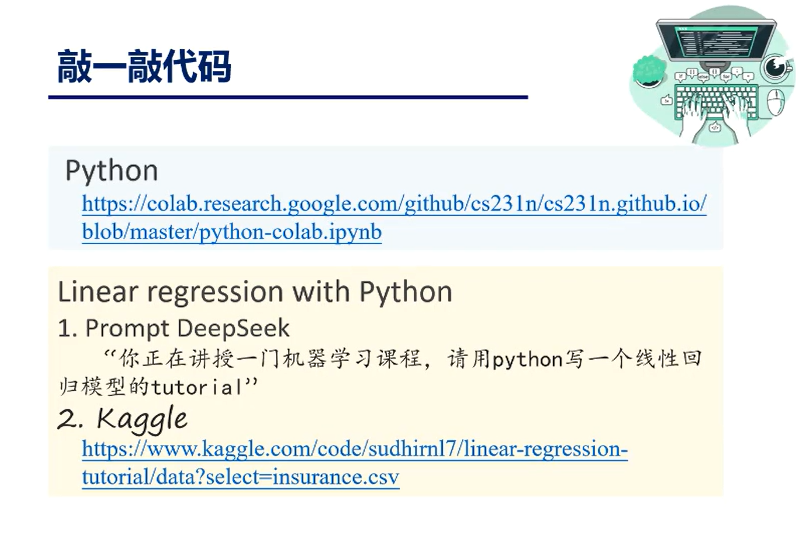 敲一敲代码
Python
https://colab.research.google.com/github/cs231n/cs231n.github.io/
blob/master/python-colab.ipynb
Linear regression with Python
1. Prompt DeepSeek
“你正在讲授一门机器学习课程，请用python写一个线性回
归模型的tutorial”
2. Kaggle
https://www.kaggle.com/code/sudhirnl7/linear-regression-
tutorial/data?select=insurance.csv